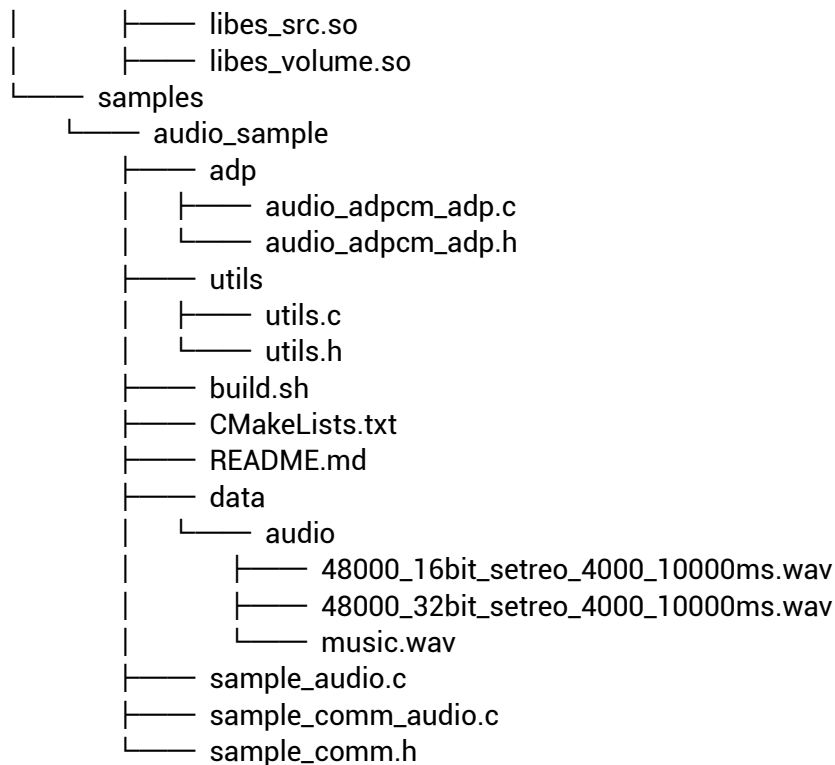 │       ├── libes_src.so
│       ├── libes_volume.so
└── samples
    └── audio_sample
        ├── adp
        │   ├── audio_adpcm_adp.c
        │   └── audio_adpcm_adp.h
        ├── utils
        │   ├── utils.c
        │   └── utils.h
        ├── build.sh
        ├── CMakeLists.txt
        ├── README.md
        ├── data
        │   └── audio
        │       ├── 48000_16bit_setreo_4000_10000ms.wav
        │       ├── 48000_32bit_setreo_4000_10000ms.wav
        │       └── music.wav
        ├── sample_audio.c
        ├── sample_comm_audio.c
        └── sample_comm.h